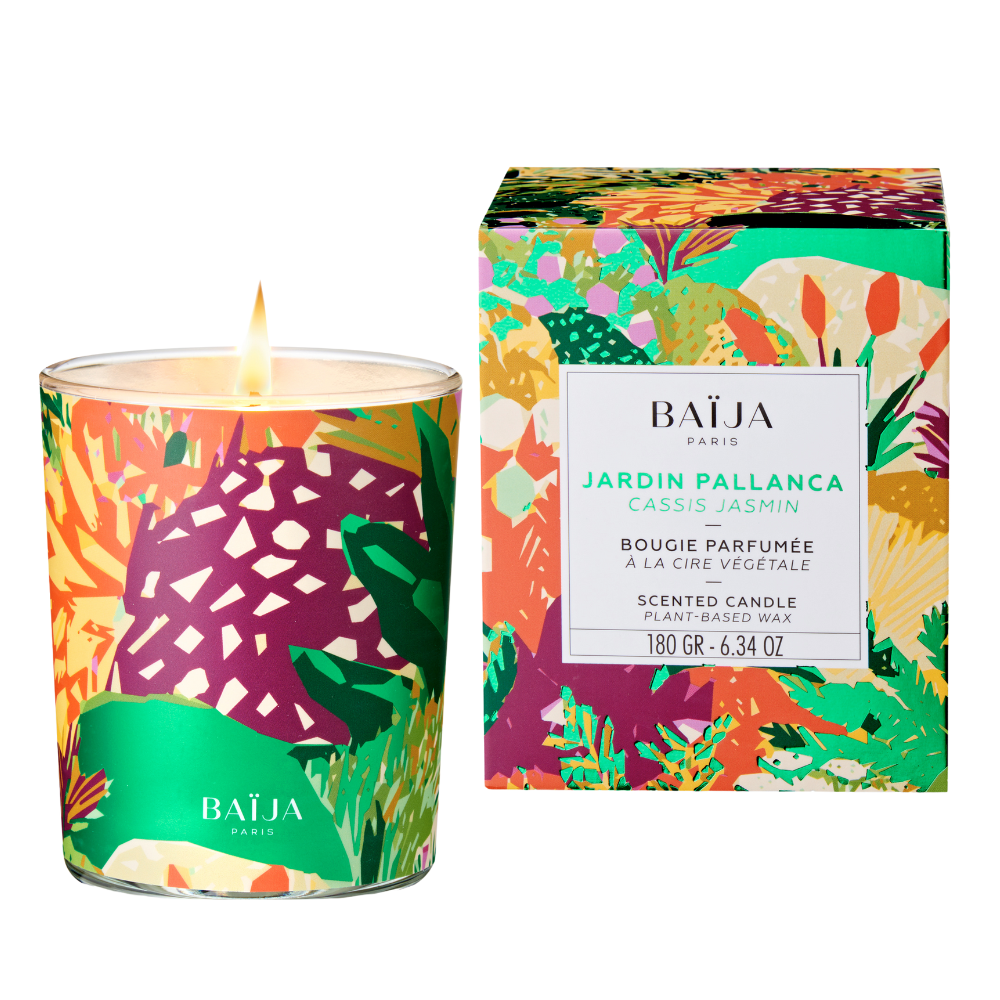 BAÏJA
PARIS
JARDIN PALLANCA
CASSIS JASMIN
BOUGIE PARFUMÉE
À LA CIRE VÉGÉTALE
SCENTED CANDLE
PLANT-BASED WAX
180 GR - 6.34 OZ
BAÏJA
PARIS